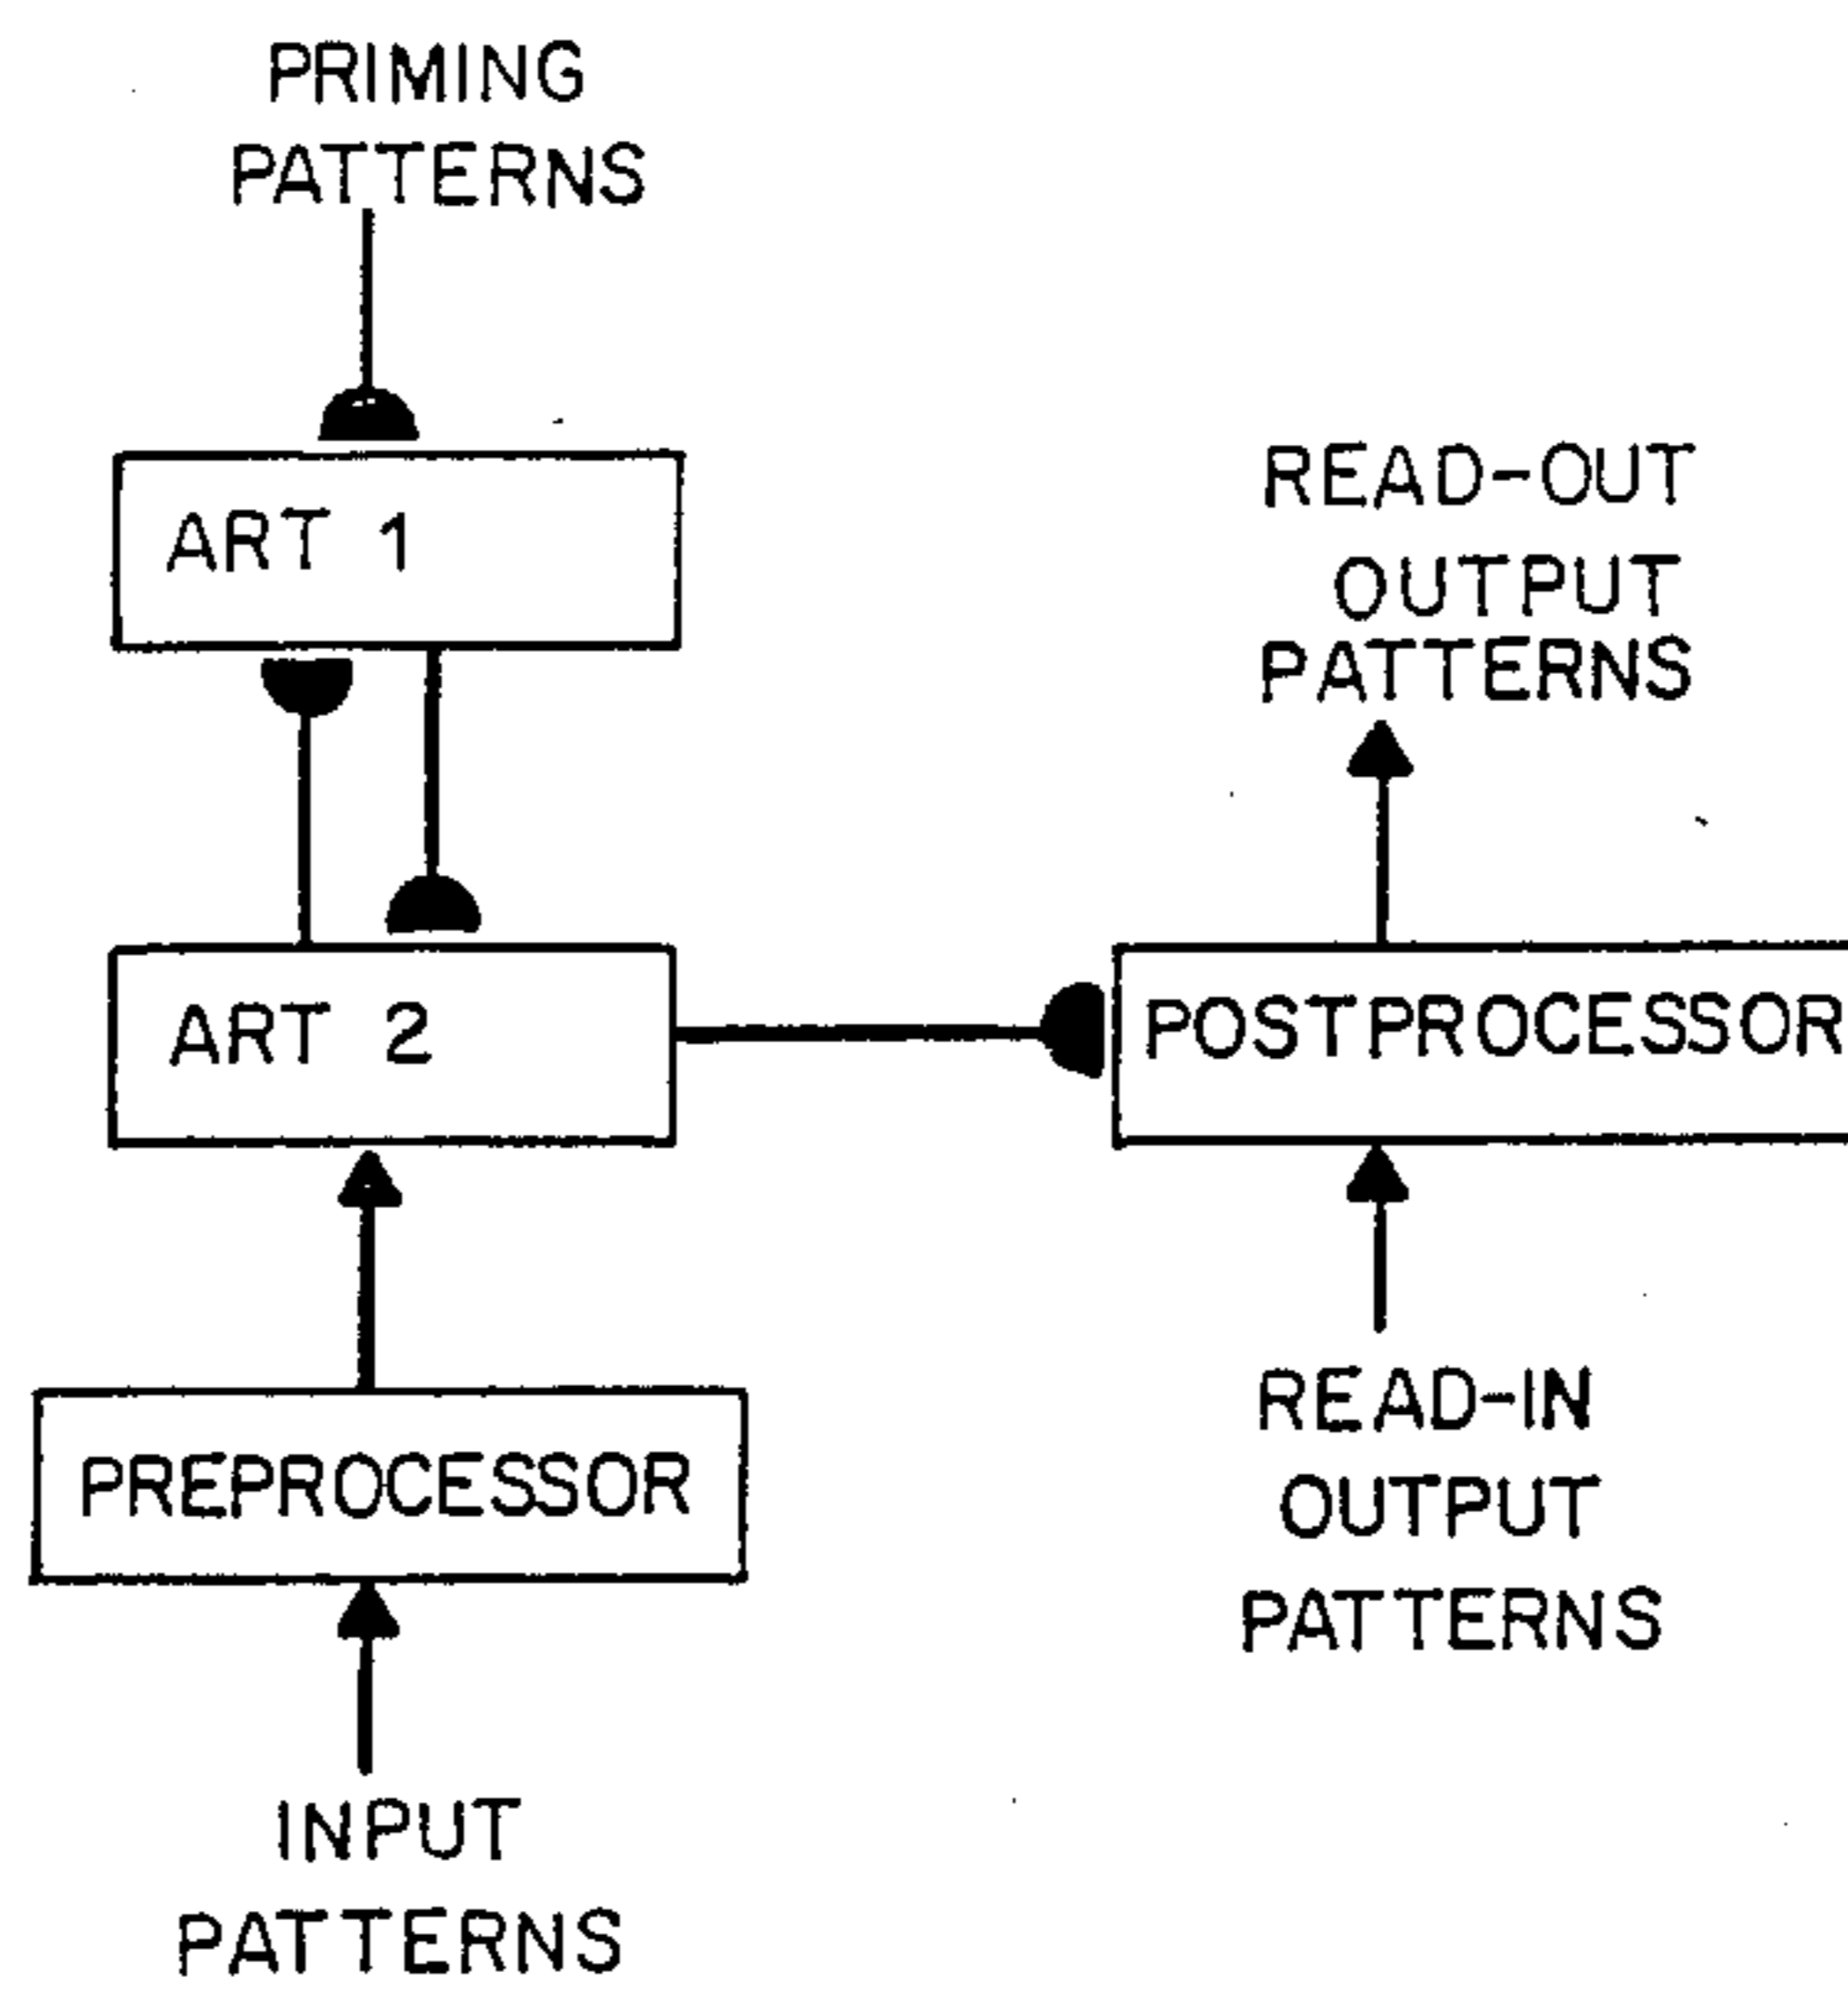 PRIMING
PATTERNS
ART 1
READ-OUT
OUTPUT
PATTERNS
ART 2
POSTPROCESSOR
PREPROCESSOR
READ-IN
OUTPUT
PATTERNS
INPUT
PATTERNS